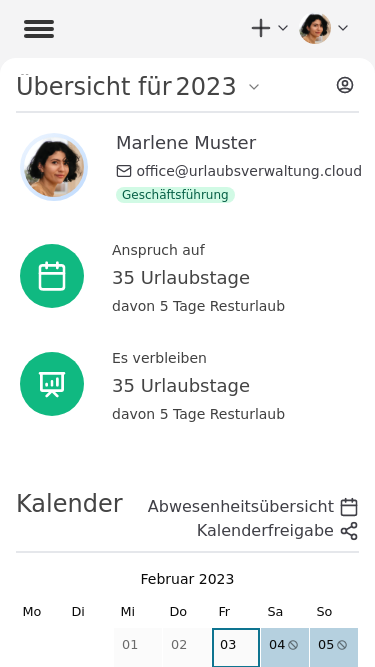 Übersicht für 2023
Marlene Muster
office@urlaubsverwaltung.cloud
Geschäftsführung
Anspruch auf
35 Urlaubstage
davon 5 Tage Resturlaub
Es verbleiben
35 Urlaubstage
davon 5 Tage Resturlaub
Kalender
Abwesenheitsübersicht
Kalenderfreigabe
Februar 2023
Mo Di Mi Do Fr Sa So
01 02 03 04 05